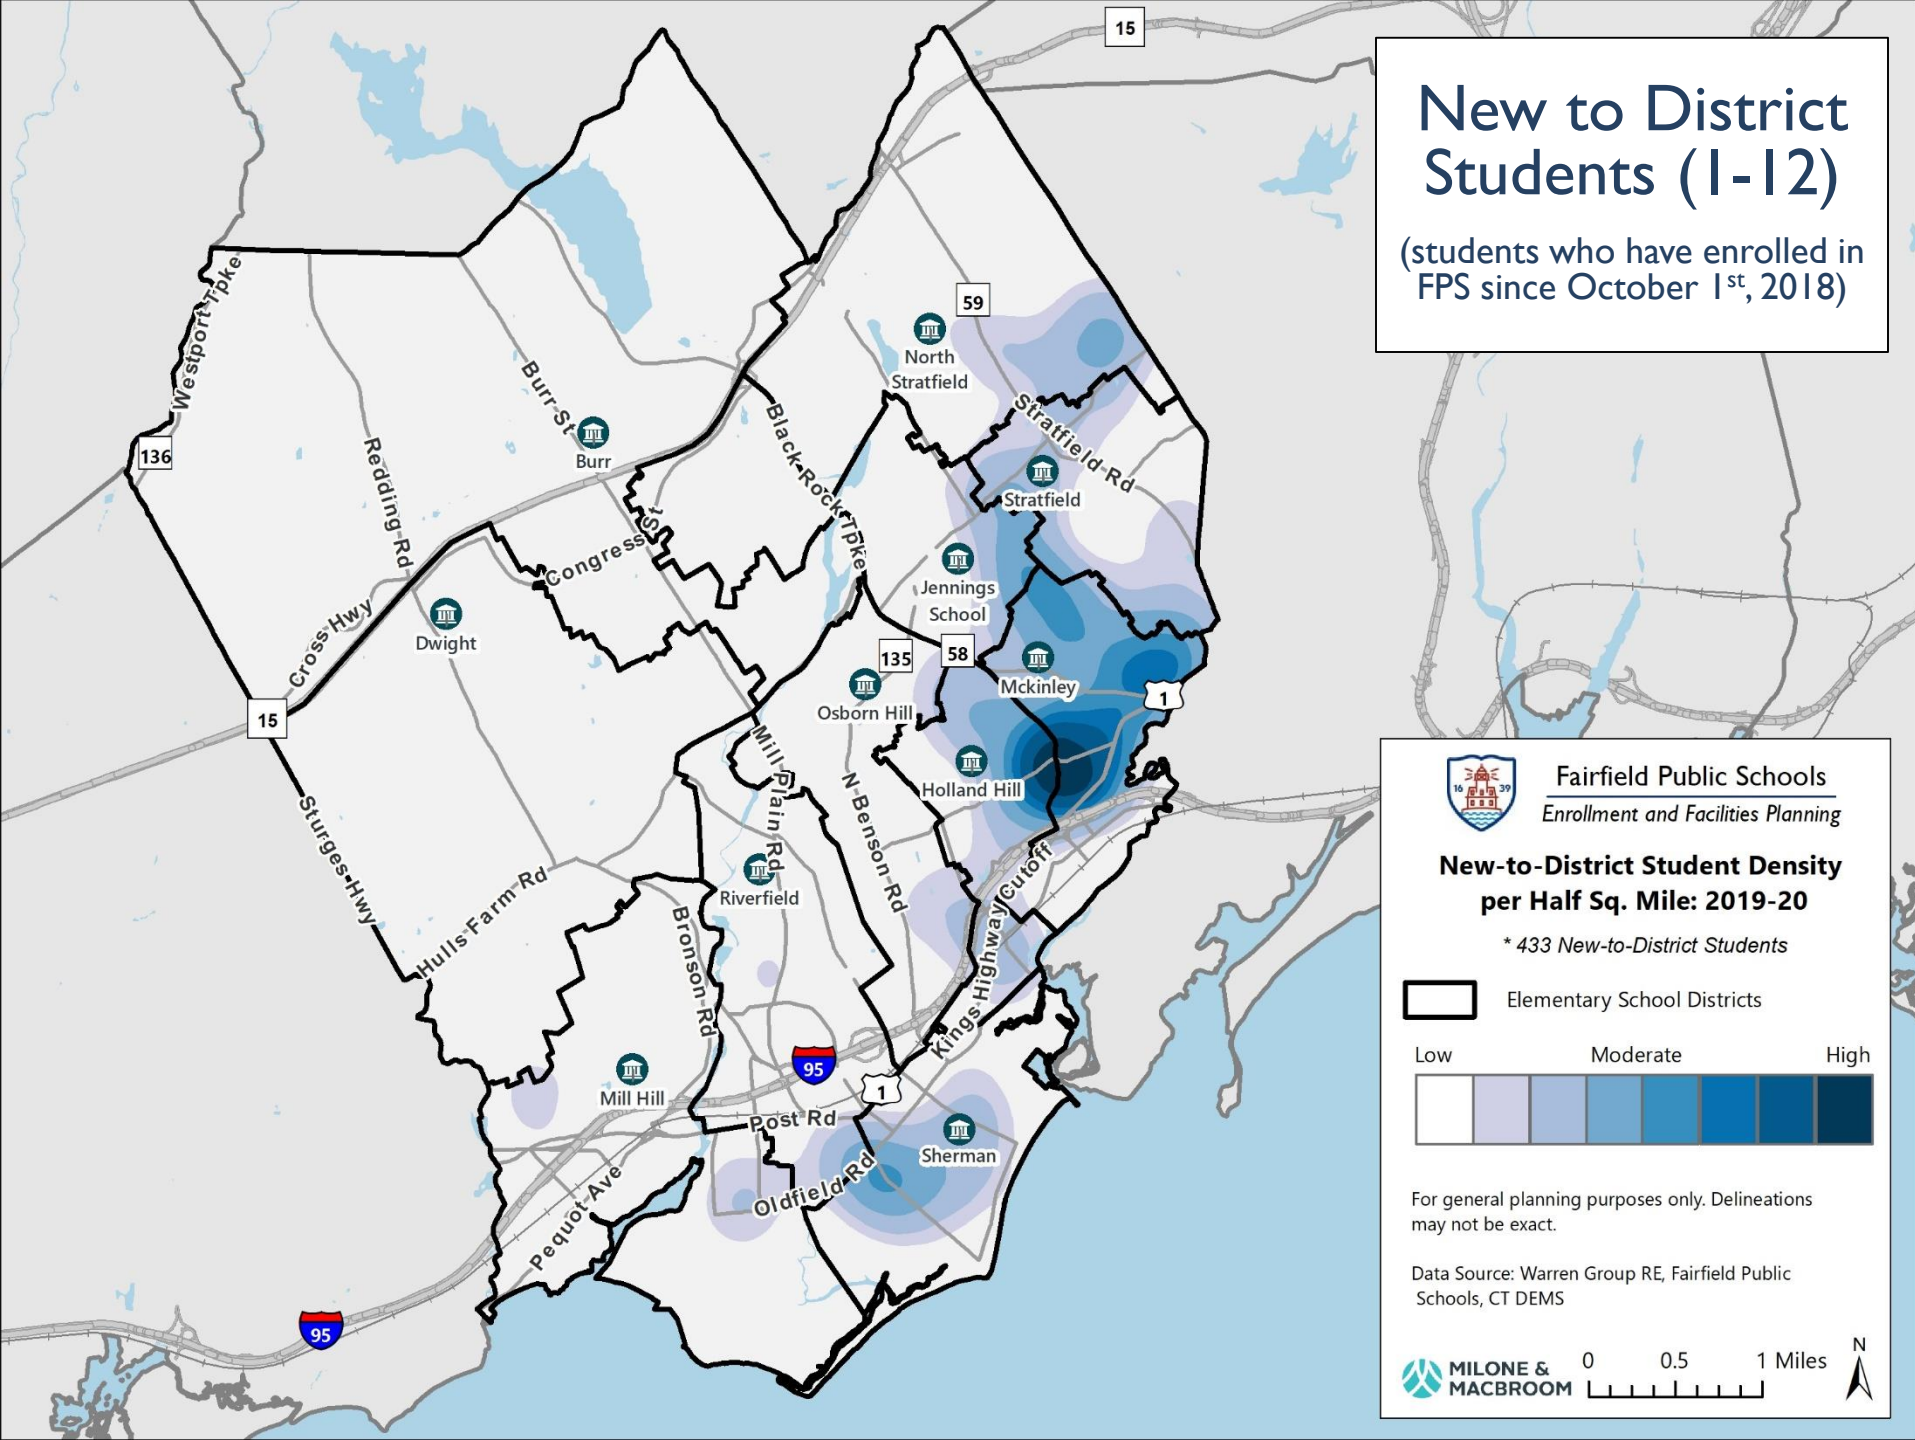 New to District
Students (1-12)
(students who have enrolled in
FPS since October 1st, 2018)
15
59
North
Stratfield
Westport Tpke
Burr St
Burr
136
Redding Rd
Black Rock Tpke
Stratfield Rd
Stratfield
Congress St
Jennings
School
Cross Hwy
Dwight
135
58
Mckinley
1
Osborn Hill
15
Mill Plain Rd
Holland Hill
N Benson Rd
Sturges Hwy
Riverfield
Hulls Farm Rd
Bronson Rd
Kings Highway Cutoff
95
Mill Hill
1
Post Rd
Sherman
Oldfield Rd
Pequot Ave
95
16 39
Fairfield Public Schools
Enrollment and Facilities Planning
New-to-District Student Density
per Half Sq. Mile: 2019-20
* 433 New-to-District Students
Elementary School Districts
Low Moderate High
For general planning purposes only. Delineations
may not be exact.
Data Source: Warren Group RE, Fairfield Public
Schools, CT DEMS
MILONE &
MACBROOM
0 0.5 1 Miles
N